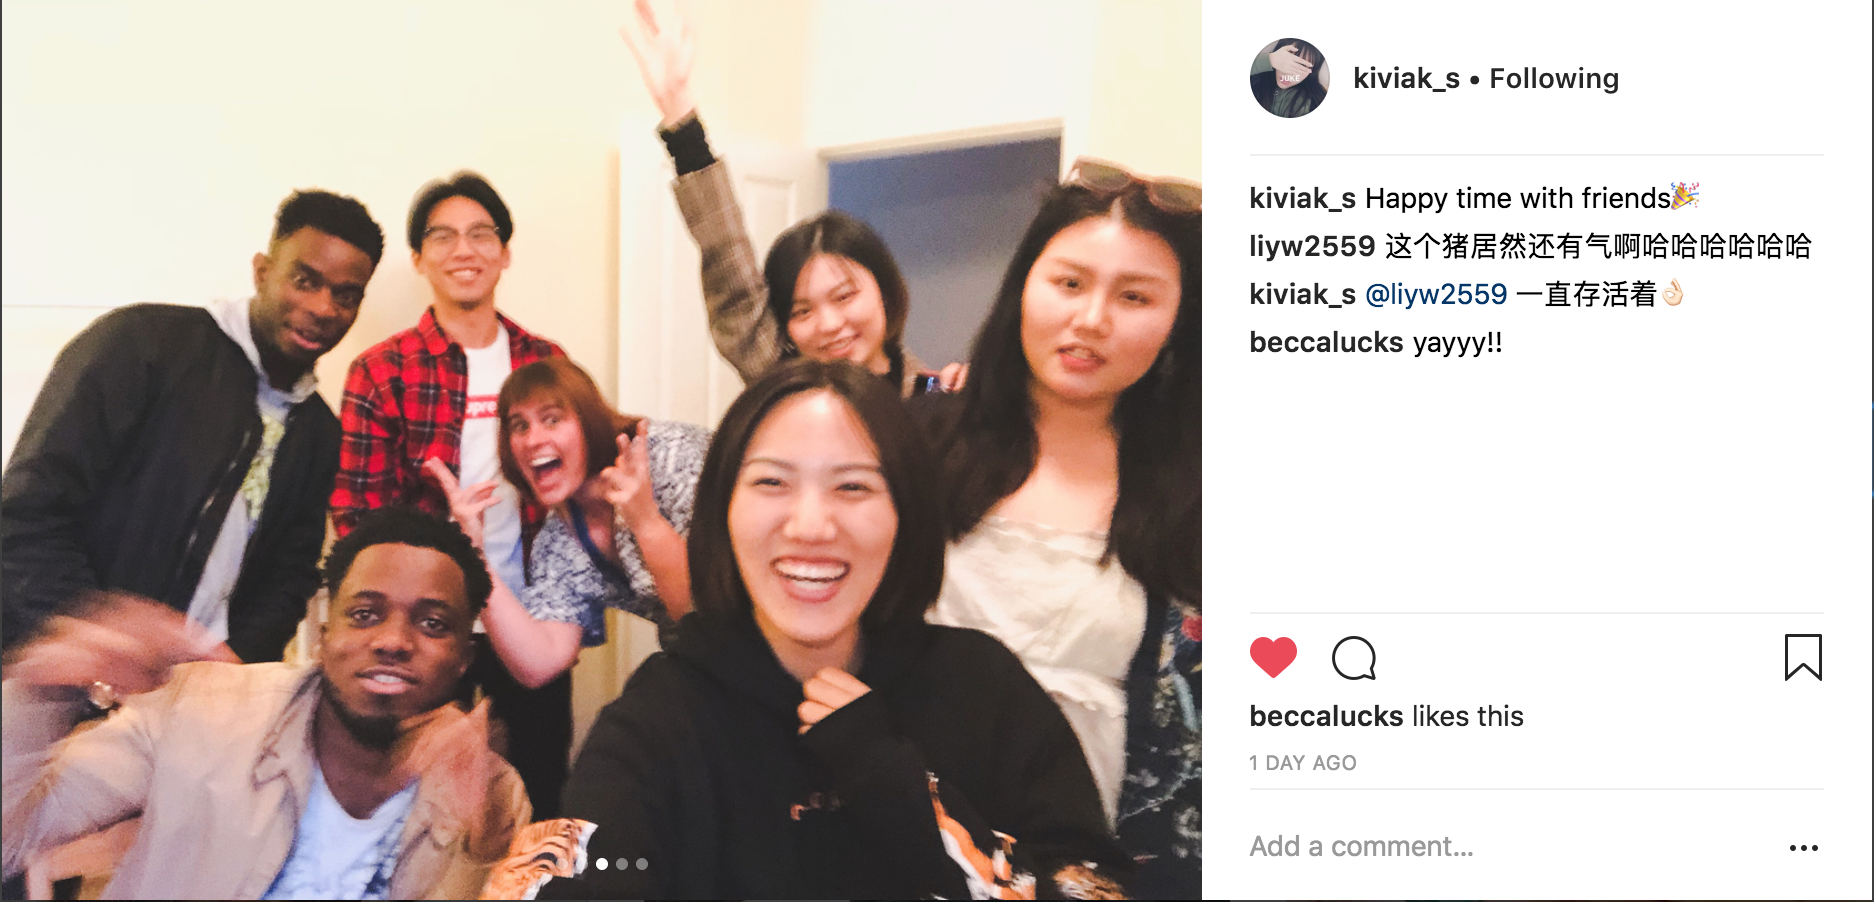 JUKE
kiviak_s • Following
kiviak_s Happy time with friends🎉
liyw2559 这个猪居然还有气啊哈哈哈哈哈哈
kiviak_s @liyw2559 一直存活着👌🏻
beccalucks yayyy!!
upre
beccalucks likes this
1 DAY AGO
Add a comment...